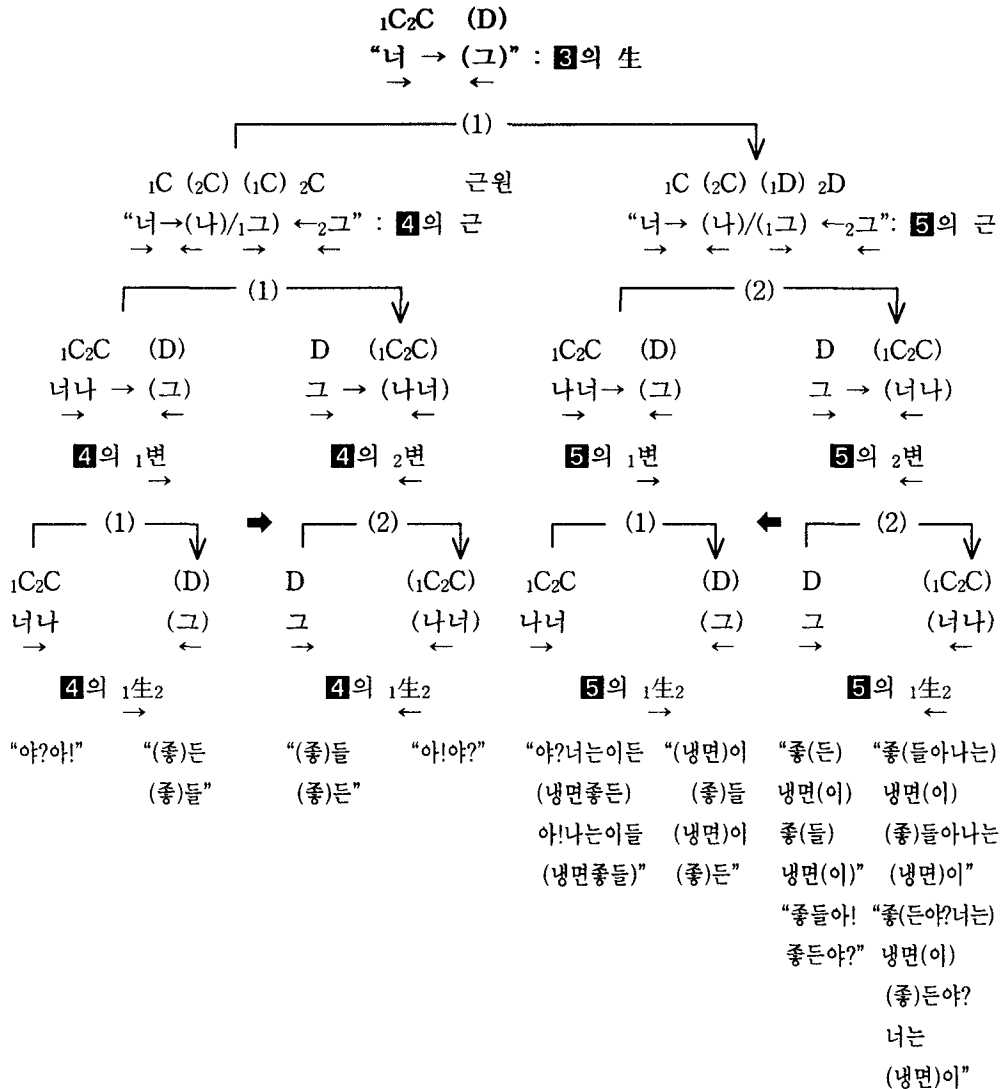 ₁C₂C (D)
“너 → (그)” : 3의 生
→ ←
(1)
₁C (₂C) (₁C) ₂C 근원 ₁C (₂C) (₁D) ₂D
“너→(나)/₁그) ←₂그” : 4의 근 “너→ (나)/(₁그) ←₂그”: 5의 근
→ ← → ← → ← → ←
(1) (2)
₁C₂C (D) D (₁C₂C) ₁C₂C (D) D (₁C₂C)
너나 → (그) 그 → (나너) 나너→ (그) 그 → (너나)
→ ← → ← → ← → ←
4의 ₁변 4의 ₂변 5의 ₁변 5의 ₂변
→ ← → ←
(1) ➡ (2) (1) ⬅ (2)
₁C₂C (D) D (₁C₂C) ₁C₂C (D) D (₁C₂C)
너나 (그) 그 (나너) 나너 (그) 그 (너나)
→ ← → ← → ← → ←
4의 ₁生₂ 4의 ₁生₂ 5의 ₁生₂ 5의 ₁生₂
→ ← → ←
“야?아!” “(좋)든 “(좋)들 “아!야?” “야?너는이든 “(냉면)이 “좋(든) “좋(들아나는)
(좋)들” (좋)든” (냉면좋든) (좋)들 냉면(이) 냉면(이)
아!나는이들 (냉면)이 좋(들) (좋)들아나는
(냉면좋들)” (좋)든” 냉면(이)” (냉면)이”
“좋들아! “좋(든야?너는)
좋든야?” 냉면(이)
(좋)든야?
너는
(냉면)이”